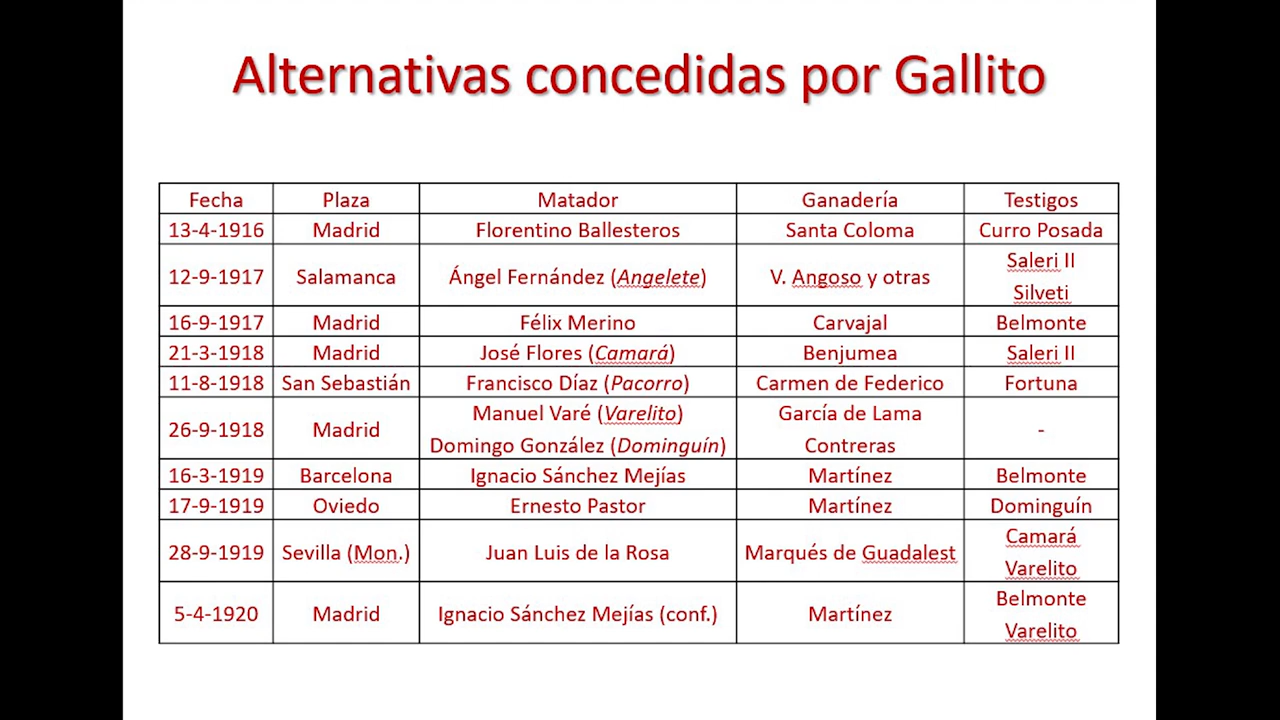 Alternativas concedidas por Gallito
Fecha Plaza Matador Ganadería Testigos
13-4-1916 Madrid Florentino Ballesteros Santa Coloma Curro Posada
12-9-1917 Salamanca Ángel Fernández (Angelete) V. Angoso y otras Saleri II
Silveti
16-9-1917 Madrid Félix Merino Carvajal Belmonte
21-3-1918 Madrid José Flores (Camará) Benjumea Saleri II
11-8-1918 San Sebastián Francisco Díaz (Pacorro) Carmen de Federico Fortuna
26-9-1918 Madrid Manuel Varé (Varelito) García de Lama -
Domingo González (Dominguín) Contreras
16-3-1919 Barcelona Ignacio Sánchez Mejías Martínez Belmonte
17-9-1919 Oviedo Ernesto Pastor Martínez Dominguín
28-9-1919 Sevilla (Mon.) Juan Luis de la Rosa Marqués de Guadalest Camará
Varelito
5-4-1920 Madrid Ignacio Sánchez Mejías (conf.) Martínez Belmonte
Varelito